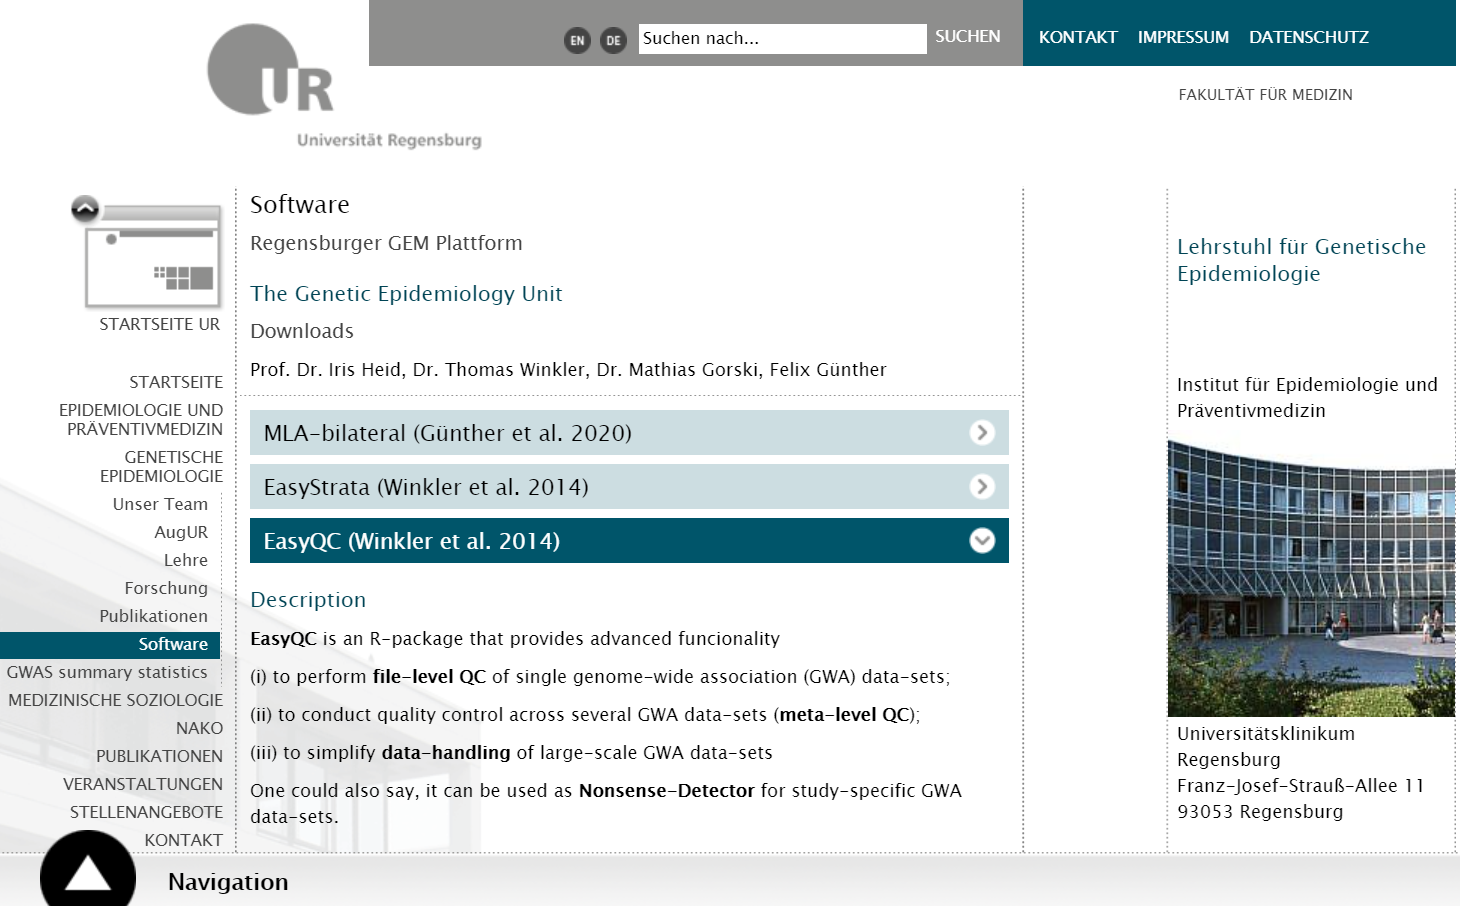 EN DE Suchen nach... SUCHEN KONTAKT IMPRESSUM DATENSCHUTZ
UR
Universität Regensburg
FAKULTÄT FÜR MEDIZIN
STARTSEITE UR
STARTSEITE
EPIDEMIOLOGIE UND
PRÄVENTIVMEDIZIN
GENETISCHE
EPIDEMIOLOGIE
Unser Team
AugUR
Lehre
Forschung
Publikationen
Software
GWAS summary statistics
MEDIZINISCHE SOZIOLOGIE
NAKO
PUBLIKATIONEN
VERANSTALTUNGEN
STELLENANGEBOTE
KONTAKT
Software
Regensburger GEM Plattform
The Genetic Epidemiology Unit
Downloads
Prof. Dr. Iris Heid, Dr. Thomas Winkler, Dr. Mathias Gorski, Felix Günther
MLA-bilateral (Günther et al. 2020)
EasyStrata (Winkler et al. 2014)
EasyQC (Winkler et al. 2014)
Description
EasyQC is an R-package that provides advanced funcionality
(i) to perform file-level QC of single genome-wide association (GWA) data-sets;
(ii) to conduct quality control across several GWA data-sets (meta-level QC);
(iii) to simplify data-handling of large-scale GWA data-sets
One could also say, it can be used as Nonsense-Detector for study-specific GWA
data-sets.
Lehrstuhl für Genetische
Epidemiologie
Institut für Epidemiologie und
Präventivmedizin
Universitätsklinikum
Regensburg
Franz-Josef-Strauß-Allee 11
93053 Regensburg
Navigation